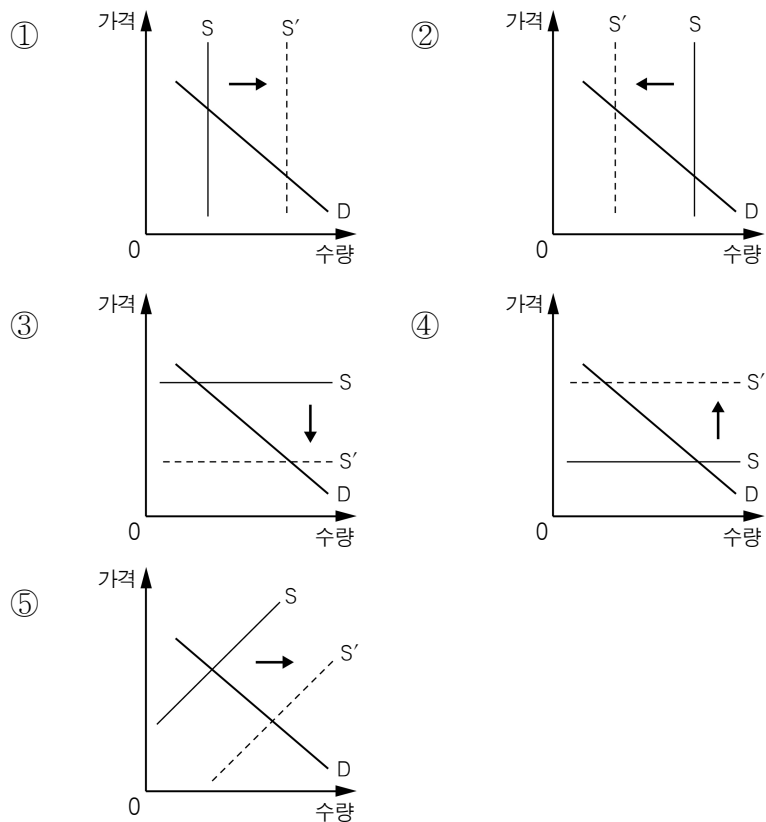 ① 가격 S S′ D 0 수량
② 가격 S′ S D 0 수량
③ 가격 S S′ D 0 수량
④ 가격 S′ S D 0 수량
⑤ 가격 S S′ D 0 수량